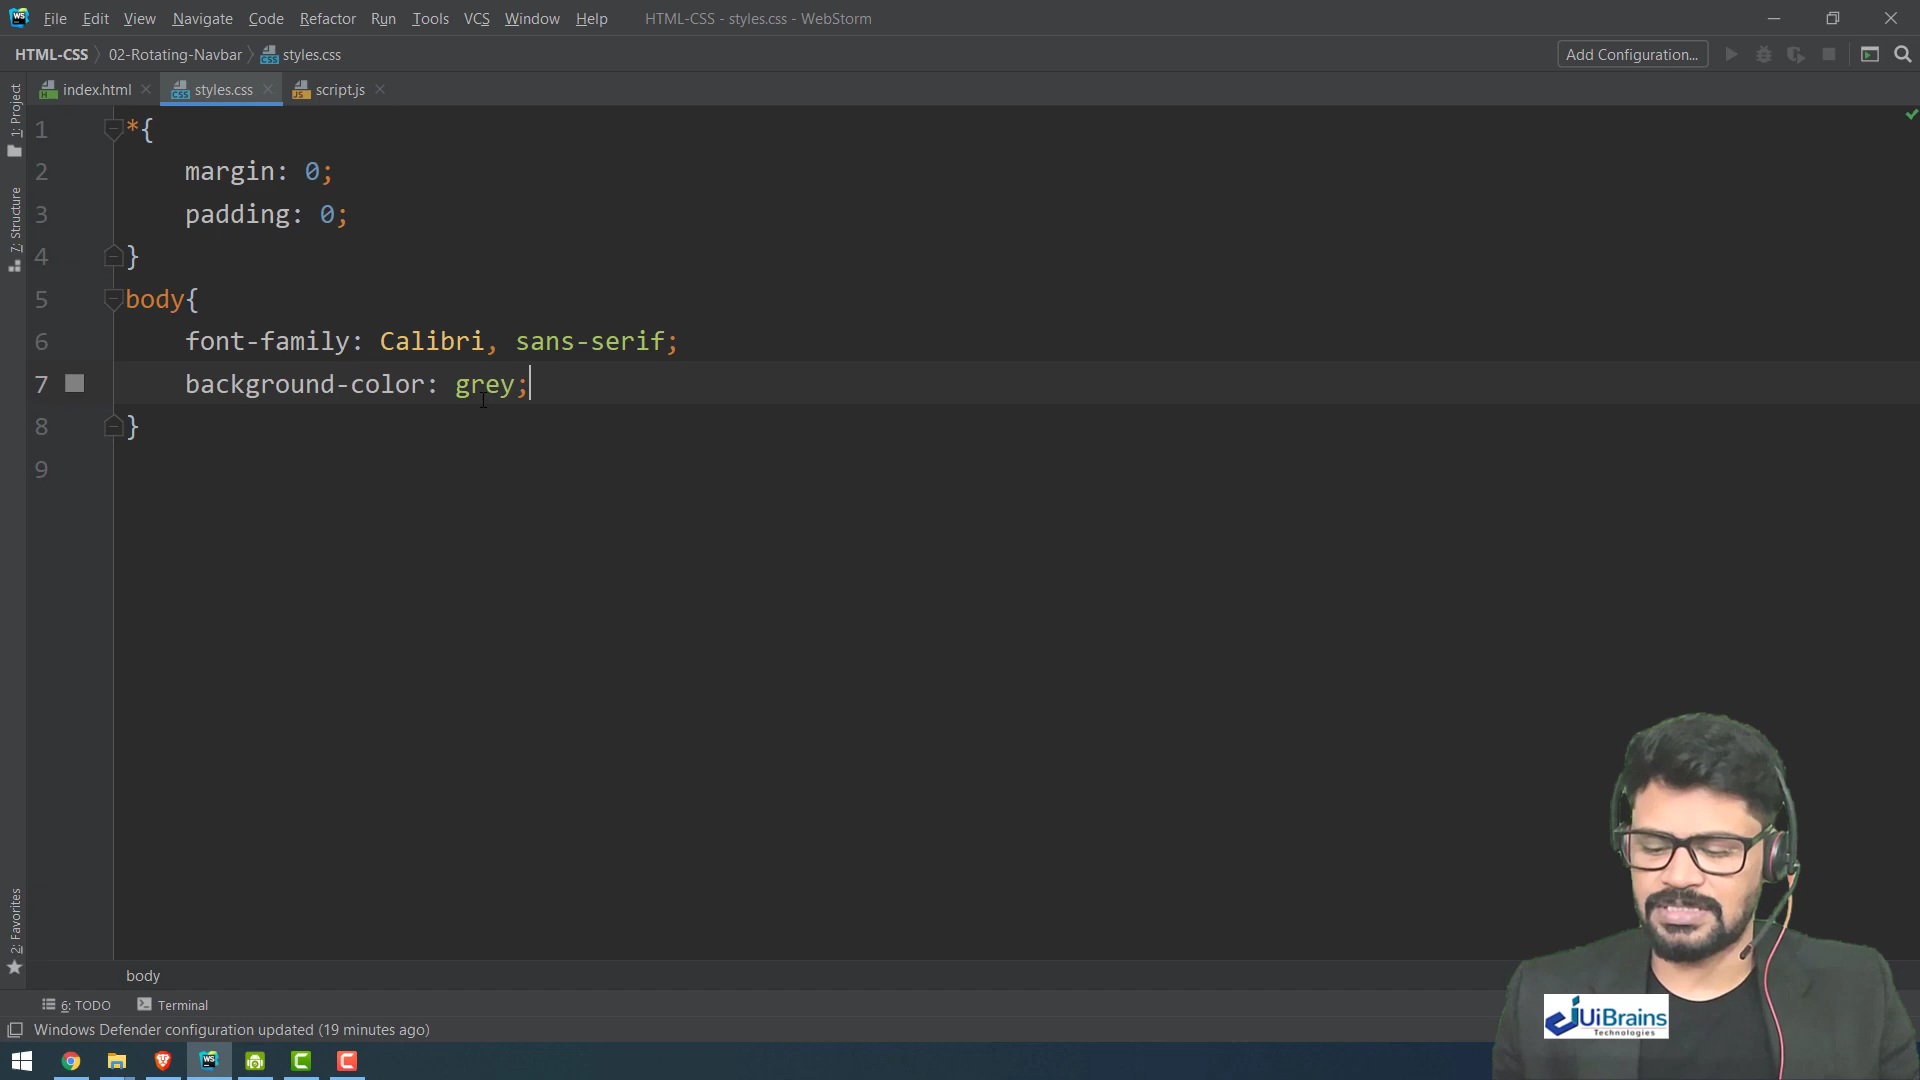 File Edit View Navigate Code Refactor Run Tools VCS Window Help HTML-CSS - styles.css - WebStorm
HTML-CSS 02-Rotating-Navbar styles.css Add Configuration...
index.html styles.css script.js
1: Project
7: Structure
2: Favorites
1 *{
2 margin: 0;
3 padding: 0;
4 }
5 body{
6 font-family: Calibri, sans-serif;
7 background-color: grey;
8 }
9
body
6: TODO Terminal
Windows Defender configuration updated (19 minutes ago)
UiBrains
Technologies